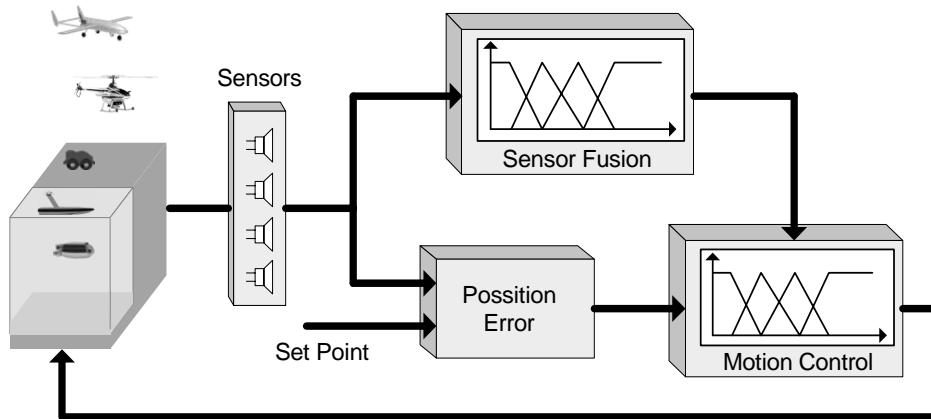 Sensors
Sensor Fusion
Possition
Error
Set Point
Motion Control